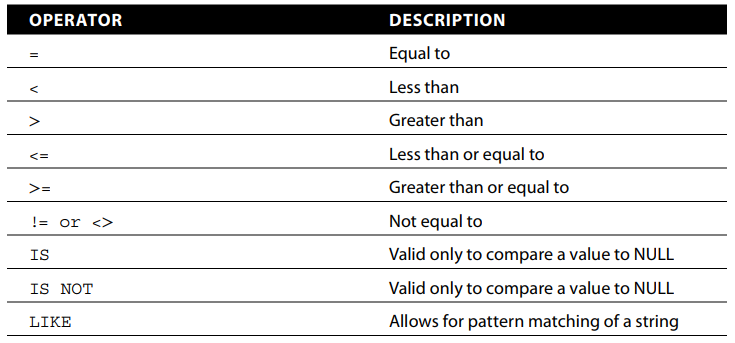 OPERATOR DESCRIPTION
= Equal to
< Less than
> Greater than
<= Less than or equal to
>= Greater than or equal to
!= or <> Not equal to
IS Valid only to compare a value to NULL
IS NOT Valid only to compare a value to NULL
LIKE Allows for pattern matching of a string